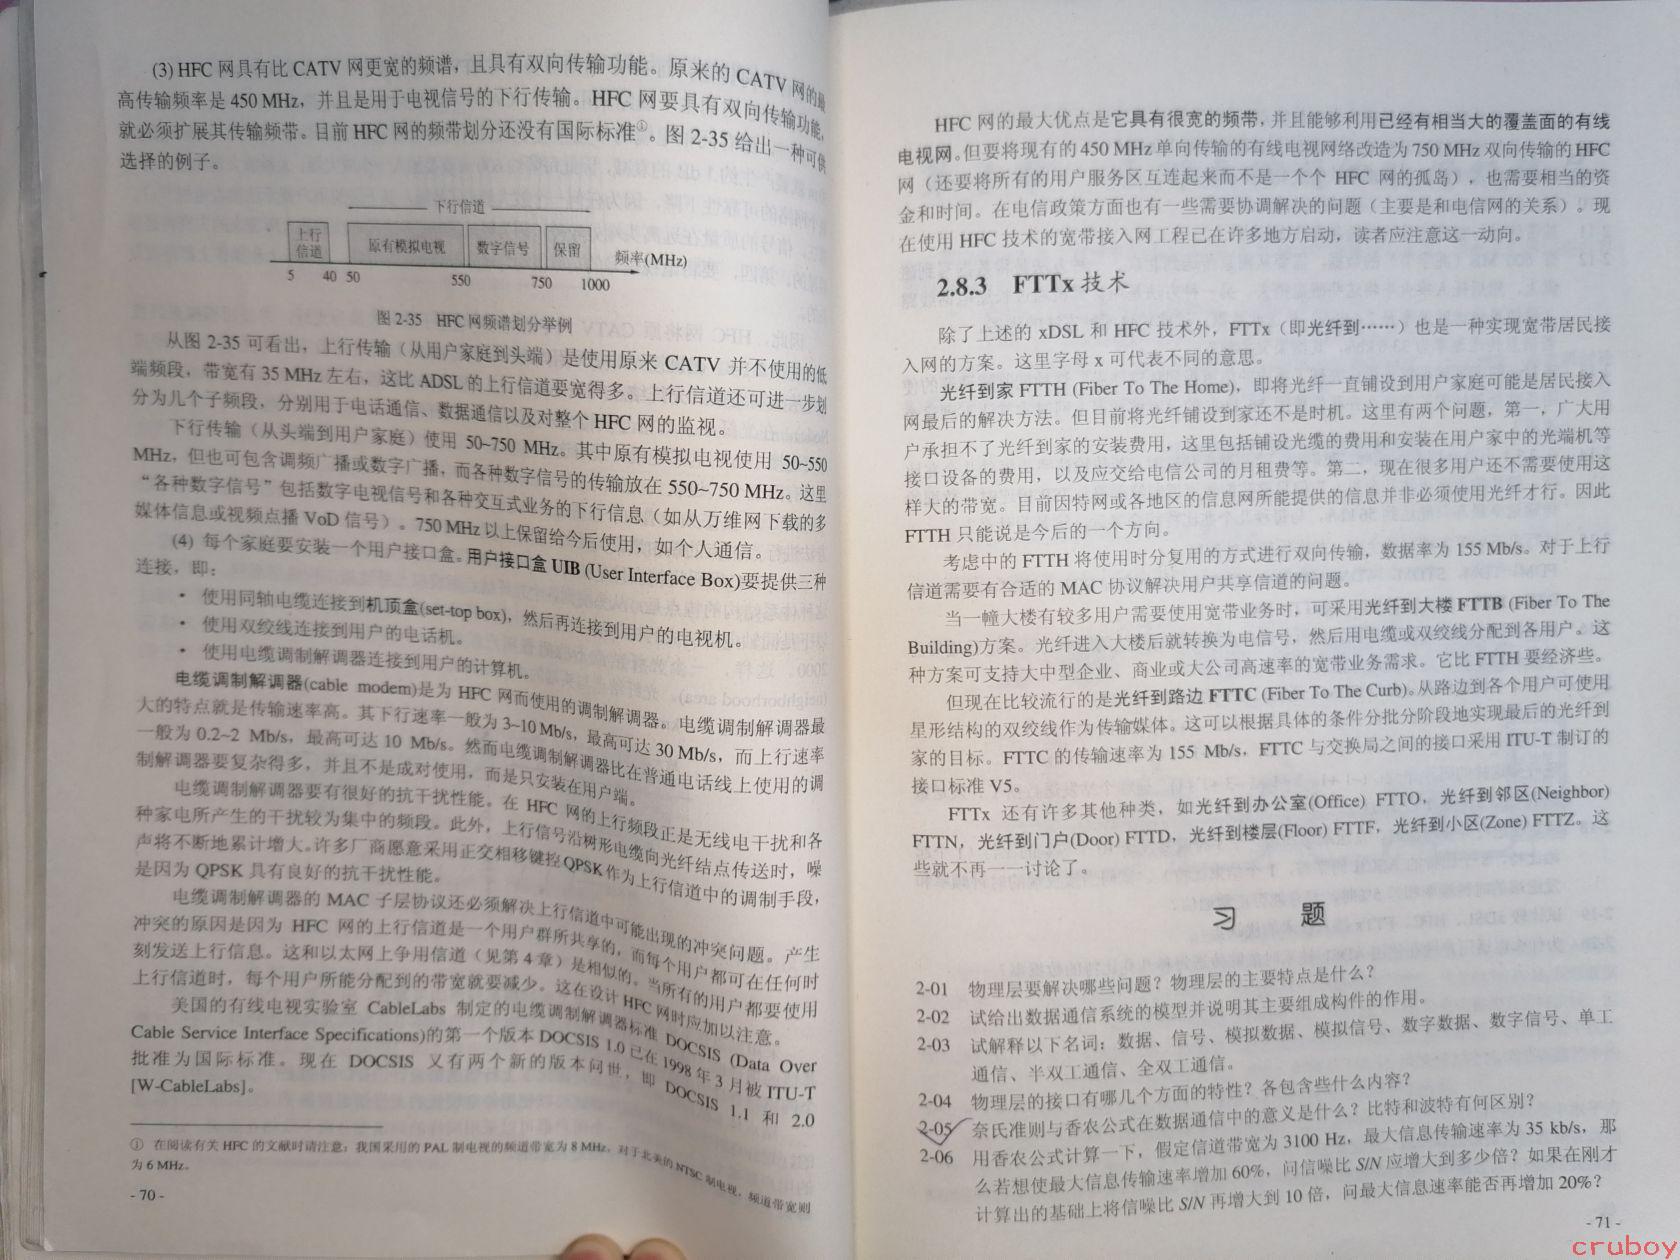 (3) HFC 网具有比 CATV 网更宽的频谱，且具有双向传输功能。原来的 CATV 网的最
高传输频率是 450 MHz，并且是用于电视信号的下行传输。HFC 网要具有双向传输功能，
就必须扩展其传输频带。目前 HFC 网的频带划分还没有国际标准①。图 2-35 给出一种可供
选择的例子。
下行信道
上行
信道
原有模拟电视
数字信号
保留
频率(MHz)
5 40 50 550 750 1000
图 2-35 HFC 网频谱划分举例
从图 2-35 可看出，上行传输（从用户家庭到头端）是使用原来 CATV 并不使用的低
端频段，带宽有 35 MHz 左右，这比 ADSL 的上行信道要宽得多。上行信道还可进一步划
分为几个子频段，分别用于电话通信、数据通信以及对整个 HFC 网的监视。
下行传输（从头端到用户家庭）使用 50~750 MHz。其中原有模拟电视使用 50~550
MHz，但也可包含调频广播或数字广播，而各种数字信号的传输放在 550~750 MHz。这里
“各种数字信号”包括数字电视信号和各种交互式业务的下行信息（如从万维网下载的多
媒体信息或视频点播 VoD 信号）。750 MHz 以上保留给今后使用，如个人通信。
(4) 每个家庭要安装一个用户接口盒。用户接口盒 UIB (User Interface Box)要提供三种
连接，即：
• 使用同轴电缆连接到机顶盒(set-top box)，然后再连接到用户的电视机。
• 使用双绞线连接到用户的电话机。
• 使用电缆调制解调器连接到用户的计算机。
电缆调制解调器(cable modem)是为 HFC 网而使用的调制解调器。电缆调制解调器最
大的特点就是传输速率高。其下行速率一般为 3~10 Mb/s，最高可达 30 Mb/s，而上行速率
一般为 0.2~2 Mb/s，最高可达 10 Mb/s。然而电缆调制解调器比在普通电话线上使用的调
制解调器要复杂得多，并且不是成对使用，而是只安装在用户端。
电缆调制解调器要有很好的抗干扰性能。在 HFC 网的上行频段正是无线电干扰和各
种家电所产生的干扰较为集中的频段。此外，上行信号沿树形电缆向光纤结点传送时，噪
声将不断地累计增大。许多厂商愿意采用正交相移键控QPSK作为上行信道中的调制手段，
是因为 QPSK 具有良好的抗干扰性能。
电缆调制解调器的 MAC 子层协议还必须解决上行信道中可能出现的冲突问题。产生
冲突的原因是因为 HFC 网的上行信道是一个用户群所共享的，而每个用户都可在任何时
刻发送上行信息。这和以太网上争用信道（见第 4 章）是相似的。当所有的用户都要使用
上行信道时，每个用户所能分配到的带宽就要减少。这在设计 HFC 网时应加以注意。
美国的有线电视实验室 CableLabs 制定的电缆调制解调器标准 DOCSIS (Data Over
Cable Service Interface Specifications)的第一个版本 DOCSIS 1.0 已在 1998 年 3 月被 ITU-T
批准为国际标准。现在 DOCSIS 又有两个新的版本问世，即 DOCSIS 1.1 和 2.0
[W-CableLabs]。
① 在阅读有关 HFC 的文献时请注意：我国采用的 PAL 制电视的频道带宽为 8 MHz，对于北美的 NTSC 制电视，频道带宽则
为 6 MHz。
- 70 -
HFC 网的最大优点是它具有很宽的频带，并且能够利用已经有相当大的覆盖面的有线
电视网。但要将现有的 450 MHz 单向传输的有线电视网络改造为 750 MHz 双向传输的 HFC
网（还要将所有的用户服务区互连起来而不是一个个 HFC 网的孤岛），也需要相当的资
金和时间。在电信政策方面也有一些需要协调解决的问题（主要是和电信网的关系）。现
在使用 HFC 技术的宽带接入网工程已在许多地方启动，读者应注意这一动向。
2.8.3 FTTx 技术
除了上述的 xDSL 和 HFC 技术外，FTTx（即光纤到……）也是一种实现宽带居民接
入网的方案。这里字母 x 可代表不同的意思。
光纤到家 FTTH (Fiber To The Home)，即将光纤一直铺设到用户家庭可能是居民接入
网最后的解决方法。但目前将光纤铺设到家还不是时机。这里有两个问题，第一，广大用
户承担不了光纤到家的安装费用，这里包括铺设光缆的费用和安装在用户家中的光端机等
接口设备的费用，以及应交给电信公司的月租费等。第二，现在很多用户还不需要使用这
样大的带宽。目前因特网或各地区的信息网所能提供的信息并非必须使用光纤才行。因此
FTTH 只能说是今后的一个方向。
考虑中的 FTTH 将使用时分复用的方式进行双向传输，数据率为 155 Mb/s。对于上行
信道需要有合适的 MAC 协议解决用户共享信道的问题。
当一幢大楼有较多用户需要使用宽带业务时，可采用光纤到大楼 FTTB (Fiber To The
Building)方案。光纤进入大楼后就转换为电信号，然后用电缆或双绞线分配到各用户。这
种方案可支持大中型企业、商业或大公司高速率的宽带业务需求。它比 FTTH 要经济些。
但现在比较流行的是光纤到路边 FTTC (Fiber To The Curb)。从路边到各个用户可使用
星形结构的双绞线作为传输媒体。这可以根据具体的条件分批分阶段地实现最后的光纤到
家的目标。FTTC 的传输速率为 155 Mb/s，FTTC 与交换局之间的接口采用 ITU-T 制订的
接口标准 V5。
FTTx 还有许多其他种类，如光纤到办公室(Office) FTTO，光纤到邻区(Neighbor)
FTTN，光纤到门户(Door) FTTD，光纤到楼层(Floor) FTTF，光纤到小区(Zone) FTTZ。这
些就不再一一讨论了。
习 题
2-01 物理层要解决哪些问题？物理层的主要特点是什么？
2-02 试给出数据通信系统的模型并说明其主要组成构件的作用。
2-03 试解释以下名词：数据、信号、模拟数据、模拟信号、数字数据、数字信号、单工
通信、半双工通信、全双工通信。
2-04 物理层的接口有哪几个方面的特性？各包含些什么内容？
2-05 奈氏准则与香农公式在数据通信中的意义是什么？比特和波特有何区别？
2-06 用香农公式计算一下，假定信道带宽为 3100 Hz，最大信息传输速率为 35 kb/s，那
么若想使最大信息传输速率增加 60%，问信噪比 S/N 应增大到多少倍？如果在刚才
计算出的基础上将信噪比 S/N 再增大到 10 倍，问最大信息速率能否再增加 20%？
- 71 -
cruboy